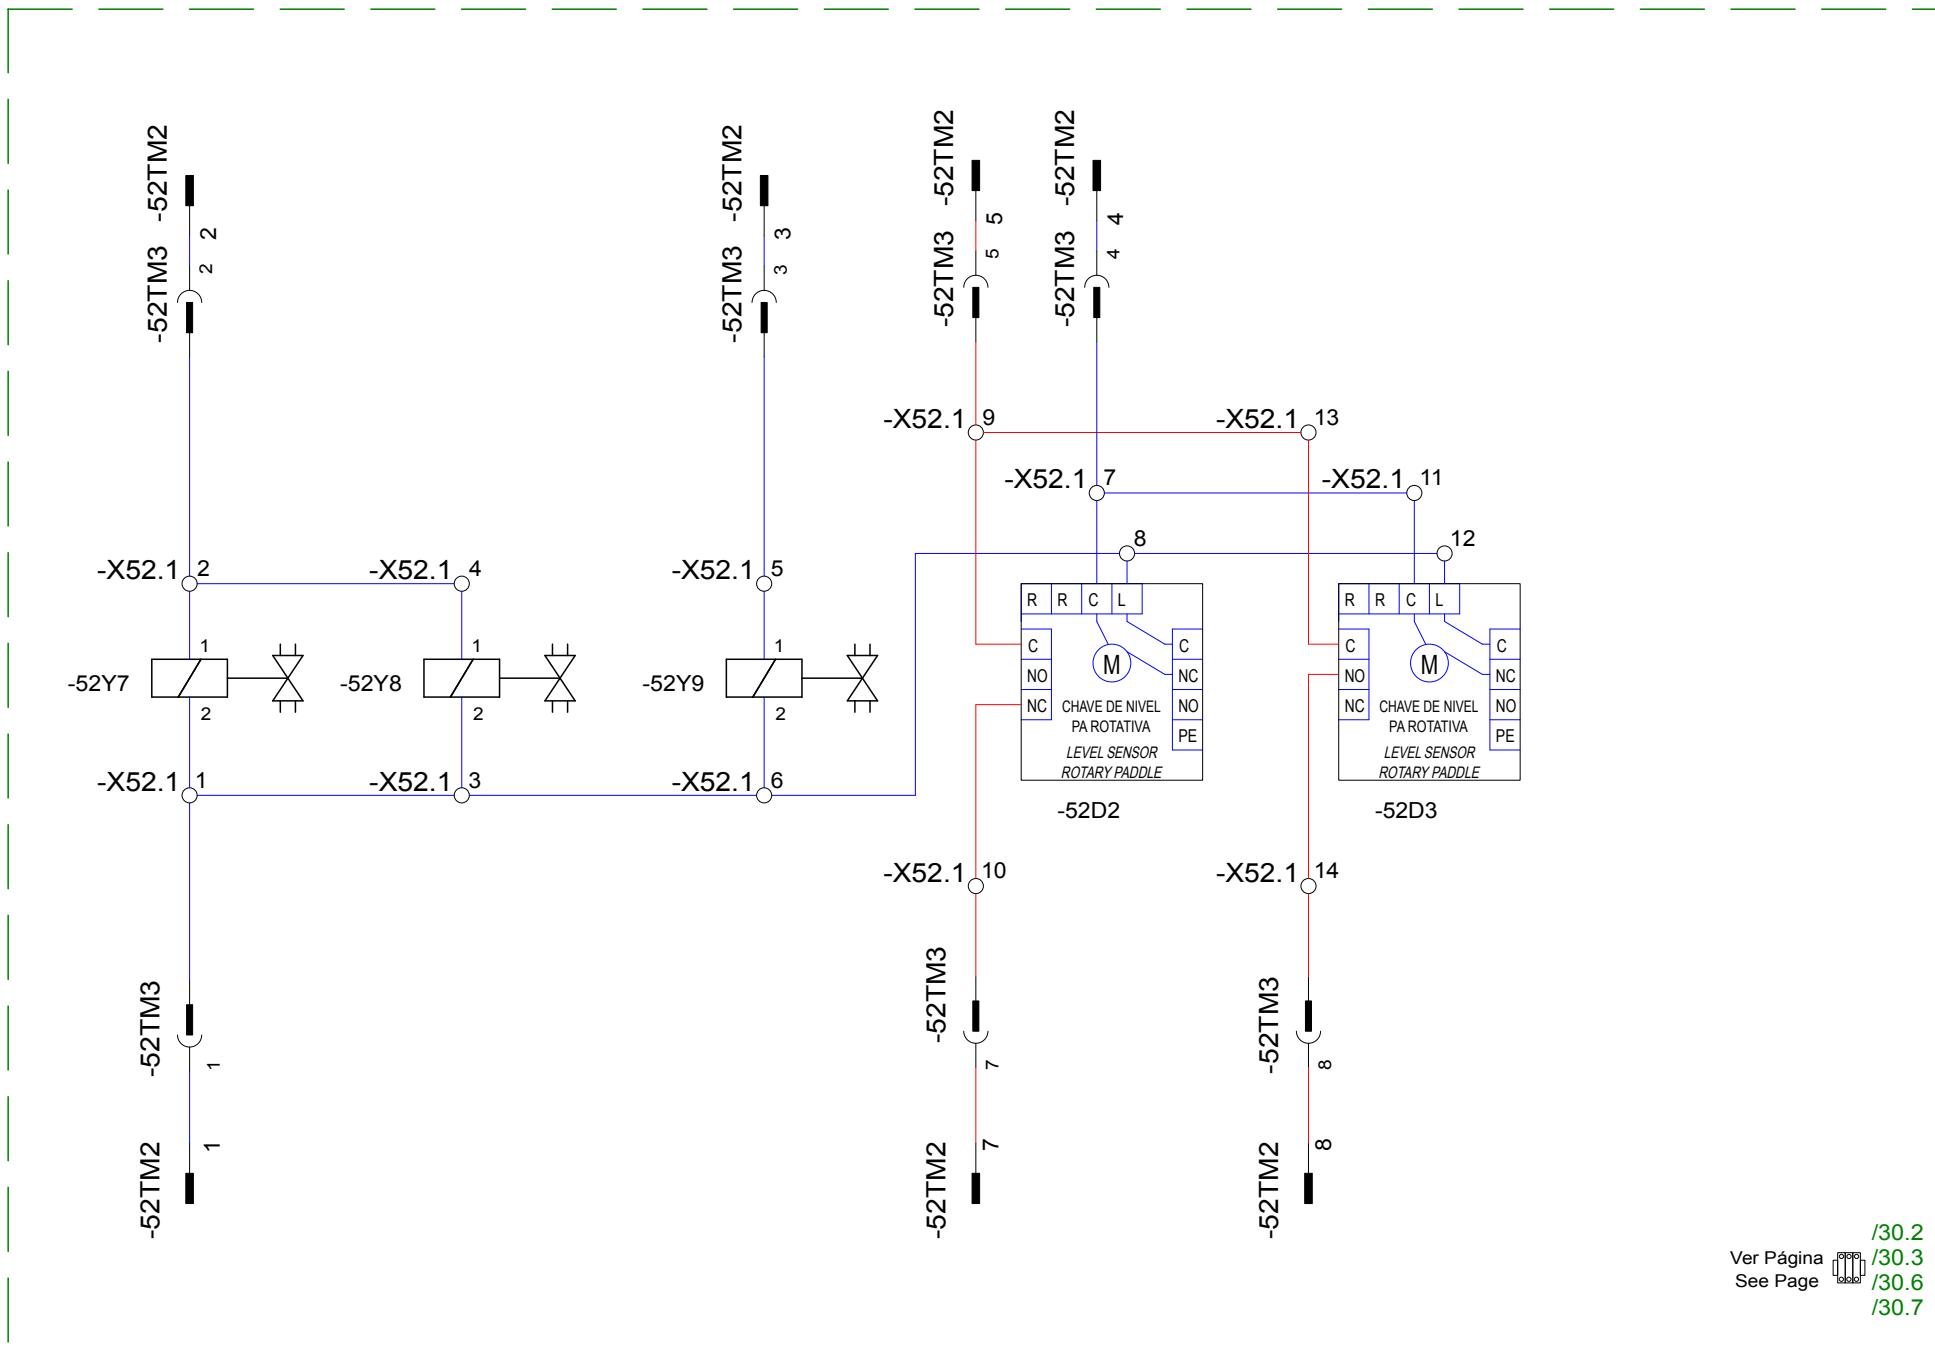 -52TM2
2
-52TM3
2
-52TM2
3
-52TM3
3
-52TM2
5
-52TM3
5
-52TM2
4
-52TM3
4
-X52.1 9
-X52.1 13
-X52.1 7
-X52.1 11
8
12
-X52.1 2
-X52.1 4
-X52.1 5
1
-52Y7
2
1
-52Y8
2
1
-52Y9
2
R R C L
C
NO
NC
M
C
NC
NO
PE
CHAVE DE NIVEL
PA ROTATIVA
LEVEL SENSOR
ROTARY PADDLE
-52D2
R R C L
C
NO
NC
M
C
NC
NO
PE
CHAVE DE NIVEL
PA ROTATIVA
LEVEL SENSOR
ROTARY PADDLE
-52D3
-X52.1 1
-X52.1 3
-X52.1 6
-X52.1 10
-X52.1 14
-52TM3
1
-52TM2
1
-52TM3
7
-52TM2
7
-52TM3
8
-52TM2
8
Ver Página
See Page
/30.2
/30.3
/30.6
/30.7